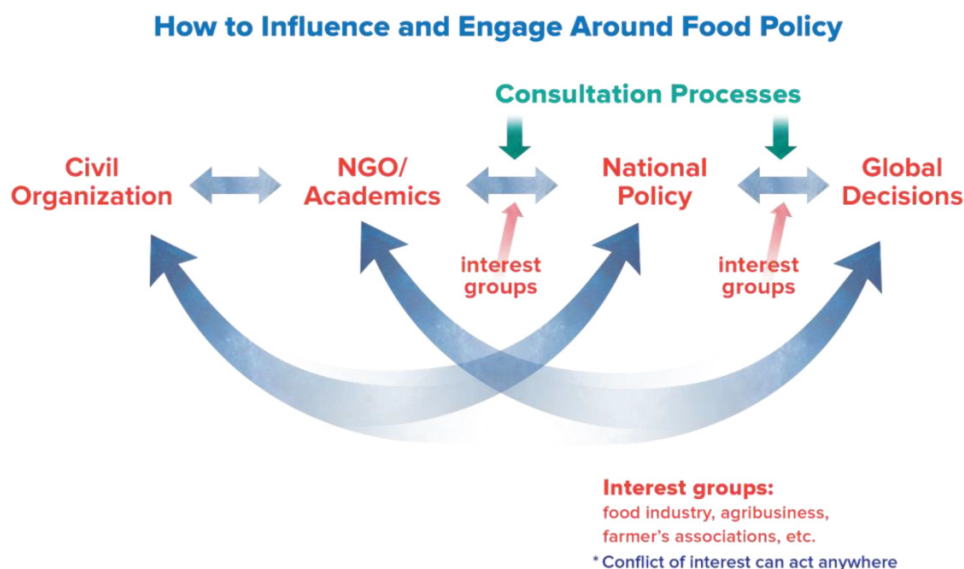 How to Influence and Engage Around Food Policy
Consultation Processes
Civil
Organization
NGO/
Academics
National
Policy
Global
Decisions
interest
groups
interest
groups
Interest groups:
food industry, agribusiness,
farmer's associations, etc.
* Conflict of interest can act anywhere